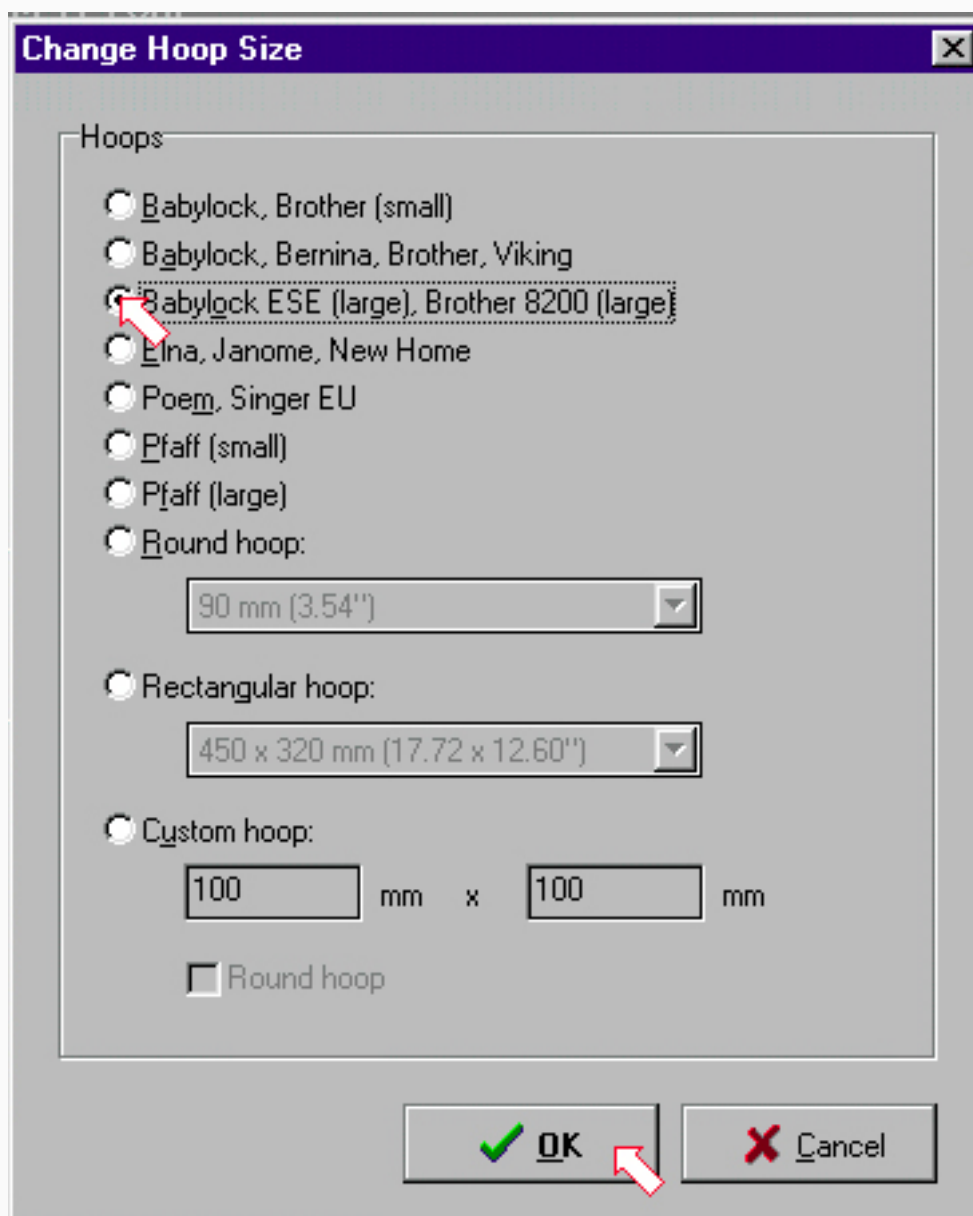 Change Hoop Size
Hoops
Babylock, Brother (small)
Babylock, Bernina, Brother, Viking
Babylock ESE (large), Brother 8200 (large)
Elna, Janome, New Home
Poem, Singer EU
Pfaff (small)
Pfaff (large)
Round hoop:
90 mm (3.54")
Rectangular hoop:
450 x 320 mm (17.72 x 12.60")
Custom hoop:
100 mm x 100 mm
Round hoop
OK Cancel